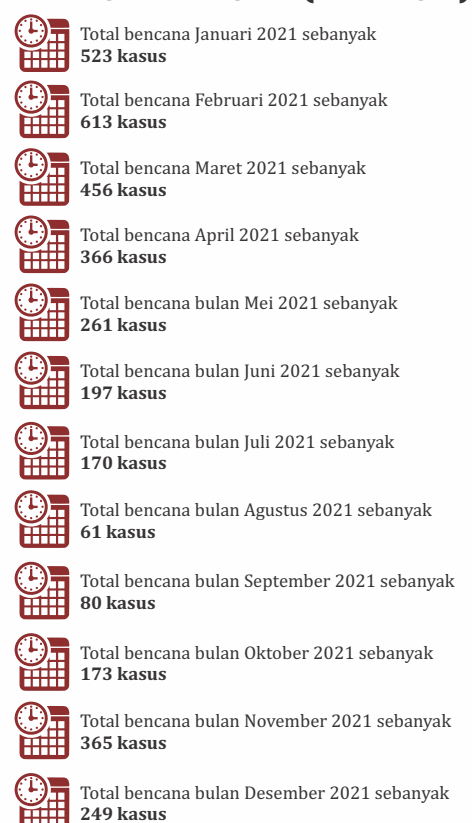 Total bencana Januari 2021 sebanyak
523 kasus
Total bencana Februari 2021 sebanyak
613 kasus
Total bencana Maret 2021 sebanyak
456 kasus
Total bencana April 2021 sebanyak
366 kasus
Total bencana bulan Mei 2021 sebanyak
261 kasus
Total bencana bulan Juni 2021 sebanyak
197 kasus
Total bencana bulan Juli 2021 sebanyak
170 kasus
Total bencana bulan Agustus 2021 sebanyak
61 kasus
Total bencana bulan September 2021 sebanyak
80 kasus
Total bencana bulan Oktober 2021 sebanyak
173 kasus
Total bencana bulan November 2021 sebanyak
365 kasus
Total bencana bulan Desember 2021 sebanyak
249 kasus